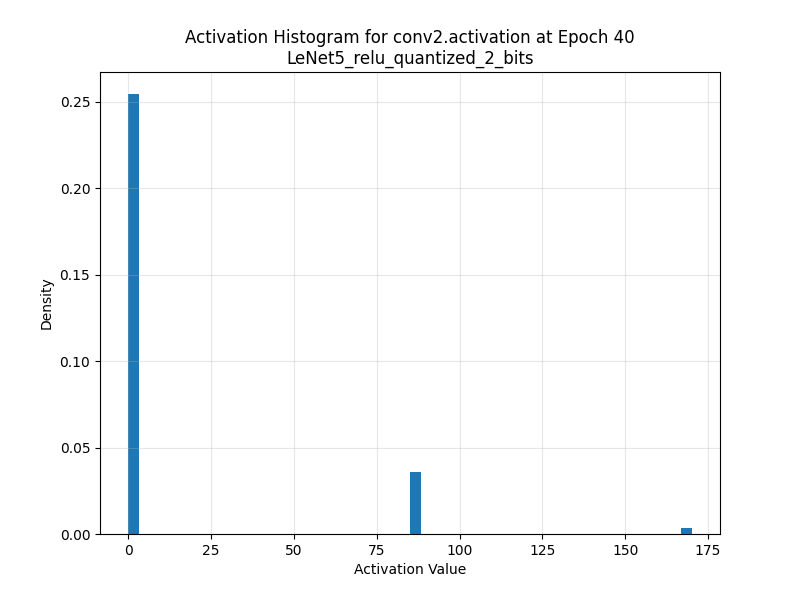 Activation Histogram for conv2.activation at Epoch 40
LeNet5_relu_quantized_2_bits
0.25
0.20
0.15
0.10
0.05
0.00
Density
0 25 50 75 100 125 150 175
Activation Value